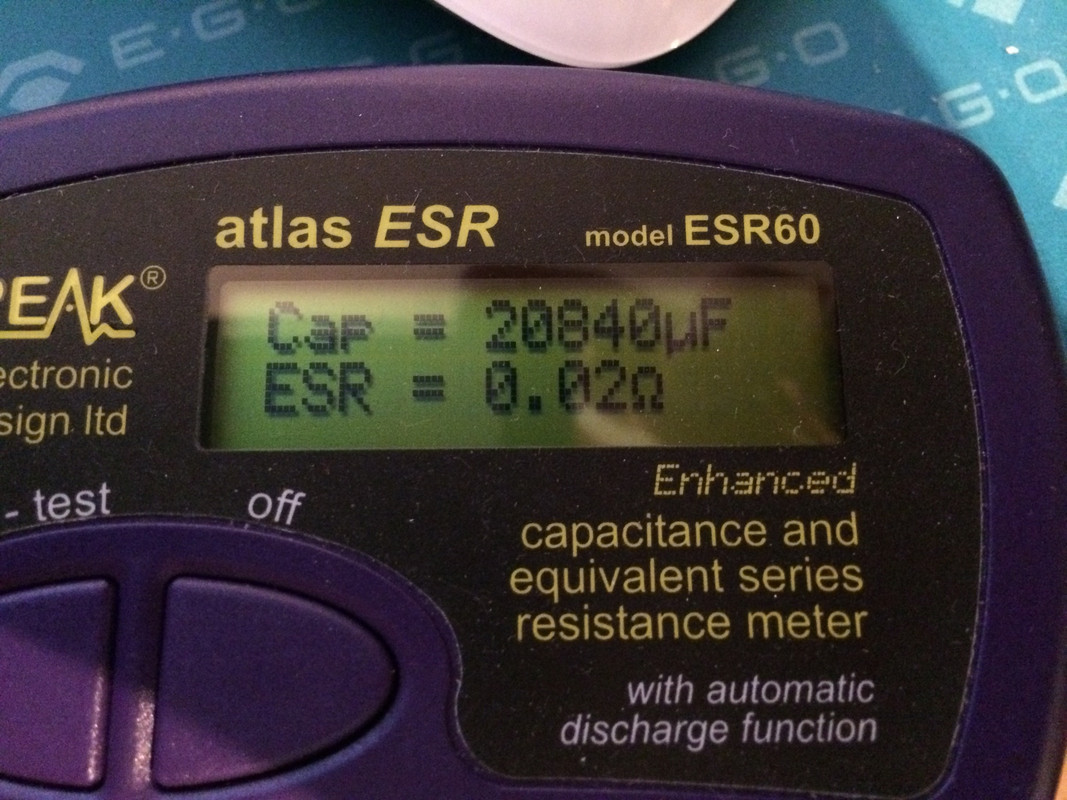 E·G·O
G·O
G·O
atlas ESR model ESR60
PEAK®
ectronic
sign ltd
Cap = 20840µF
ESR = 0.02Ω
- test off
Enhanced
capacitance and
equivalent series
resistance meter
with automatic
discharge function